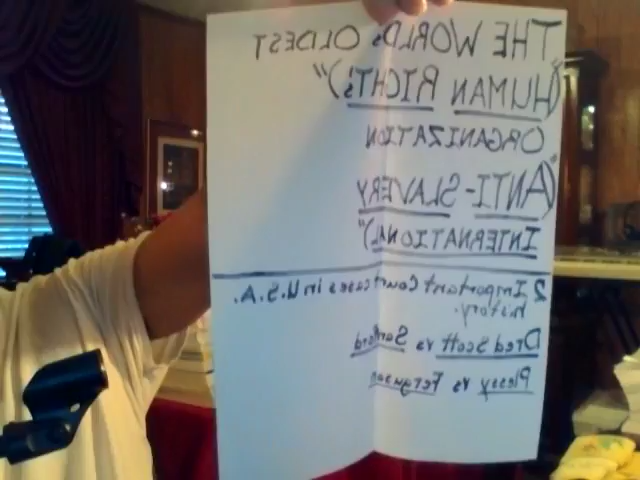 THE WORLDs OLDEST
"(HUMAN RIGHT's)"
ORGANIZATION
"(ANTI-SLAVERY
INTERNATIONAL)"
2 Important Court cases in U.S.A.
history.
Dred Scott vs Sanford
Plessy vs Ferguson